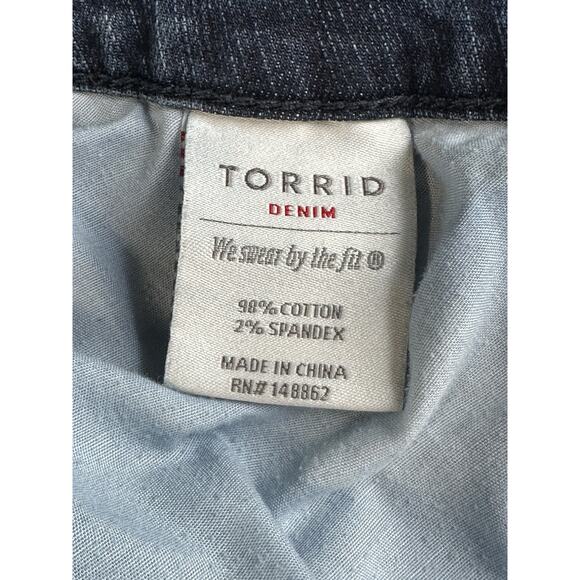 TORRID
DENIM
We swear by the fit ®
98% COTTON
2% SPANDEX
MADE IN CHINA
RN# 148862